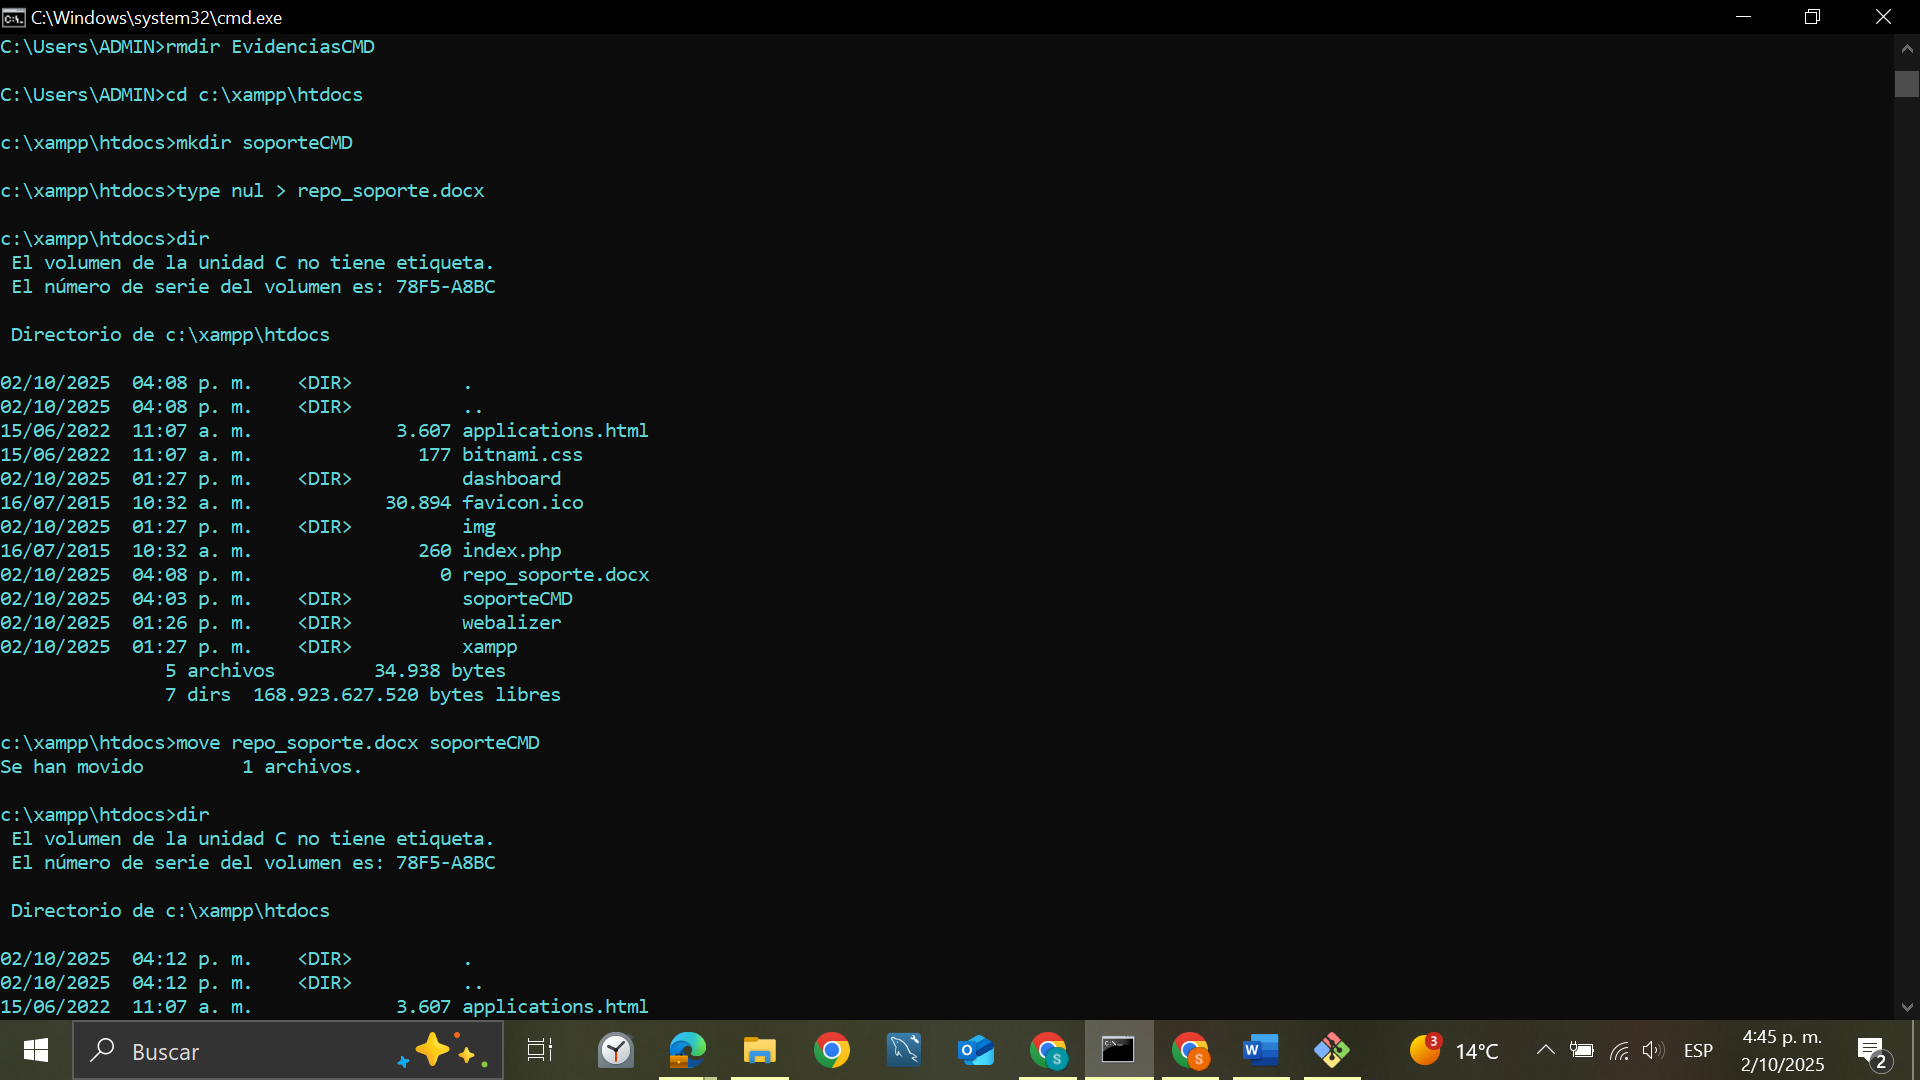 C:\Windows\system32\cmd.exe
C:\Users\ADMIN>rmdir EvidenciasCMD
C:\Users\ADMIN>cd c:\xampp\htdocs
c:\xampp\htdocs>mkdir soporteCMD
c:\xampp\htdocs>type nul > repo_soporte.docx
c:\xampp\htdocs>dir
El volumen de la unidad C no tiene etiqueta.
El número de serie del volumen es: 78F5-A8BC
Directorio de c:\xampp\htdocs
02/10/2025  04:08 p. m.    <DIR>          .
02/10/2025  04:08 p. m.    <DIR>          ..
15/06/2022  11:07 a. m.             3.607 applications.html
15/06/2022  11:07 a. m.               177 bitnami.css
02/10/2025  01:27 p. m.    <DIR>          dashboard
16/07/2015  10:32 a. m.            30.894 favicon.ico
02/10/2025  01:27 p. m.    <DIR>          img
16/07/2015  10:32 a. m.               260 index.php
02/10/2025  04:08 p. m.                 0 repo_soporte.docx
02/10/2025  04:03 p. m.    <DIR>          soporteCMD
02/10/2025  01:26 p. m.    <DIR>          webalizer
02/10/2025  01:27 p. m.    <DIR>          xampp
5 archivos         34.938 bytes
7 dirs  168.923.627.520 bytes libres
c:\xampp\htdocs>move repo_soporte.docx soporteCMD
Se han movido         1 archivos.
c:\xampp\htdocs>dir
El volumen de la unidad C no tiene etiqueta.
El número de serie del volumen es: 78F5-A8BC
Directorio de c:\xampp\htdocs
02/10/2025  04:12 p. m.    <DIR>          .
02/10/2025  04:12 p. m.    <DIR>          ..
15/06/2022  11:07 a. m.             3.607 applications.html
Buscar
3
14°C
ESP
4:45 p. m.
2/10/2025
2